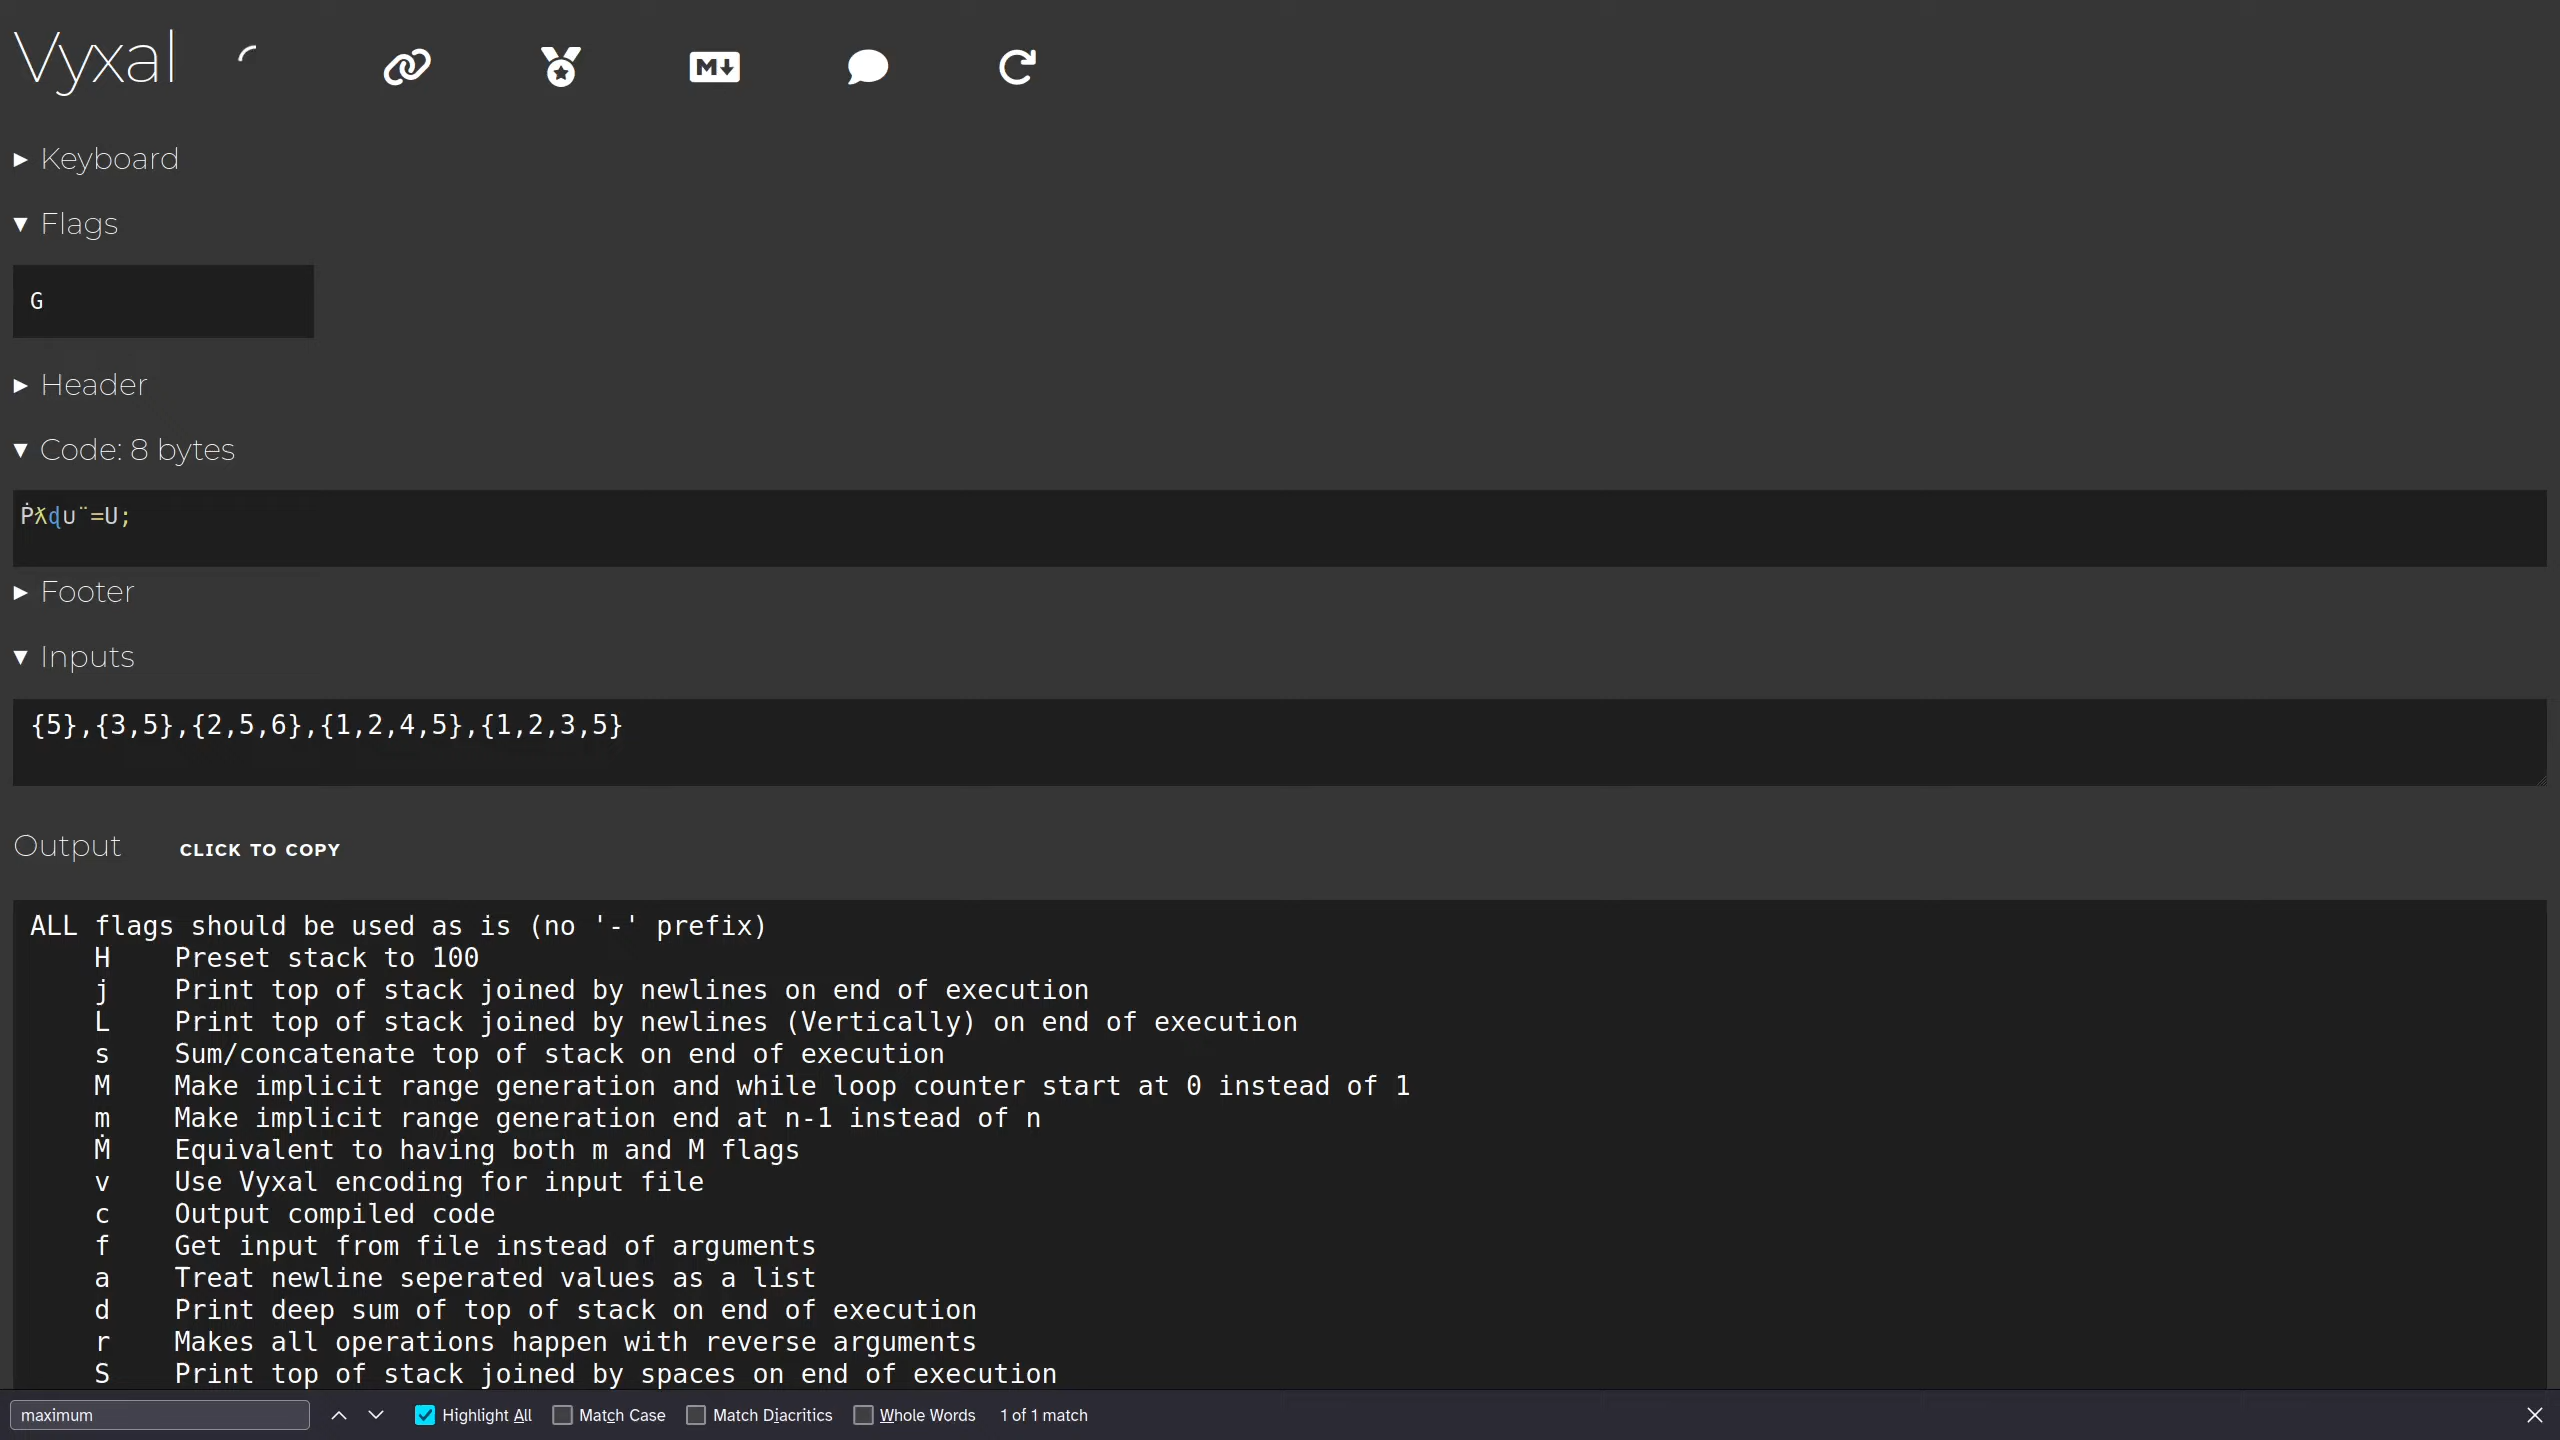 Vyxal
M↓
▶ Keyboard
▼ Flags
G
▶ Header
▼ Code: 8 bytes
Ṗƛɖ∪¨=U;
▶ Footer
▼ Inputs
{5},{3,5},{2,5,6},{1,2,4,5},{1,2,3,5}
Output CLICK TO COPY
ALL flags should be used as is (no '-' prefix)
H Preset stack to 100
j Print top of stack joined by newlines on end of execution
L Print top of stack joined by newlines (Vertically) on end of execution
s Sum/concatenate top of stack on end of execution
M Make implicit range generation and while loop counter start at 0 instead of 1
m Make implicit range generation end at n-1 instead of n
Ṁ Equivalent to having both m and M flags
v Use Vyxal encoding for input file
c Output compiled code
f Get input from file instead of arguments
a Treat newline seperated values as a list
d Print deep sum of top of stack on end of execution
r Makes all operations happen with reverse arguments
S Print top of stack joined by spaces on end of execution
maximum Highlight All Match Case Match Diacritics Whole Words 1 of 1 match